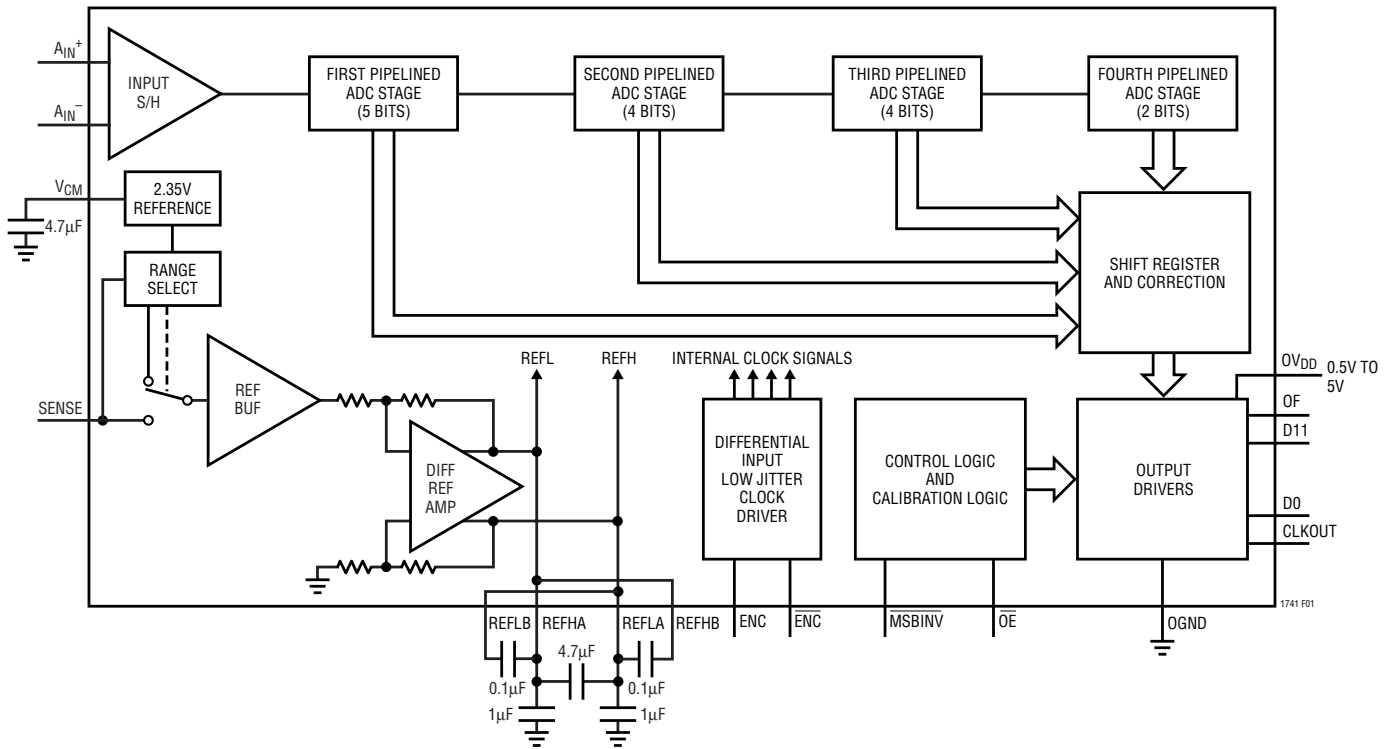 AIN+
AIN−
INPUT
S/H
FIRST PIPELINED
ADC STAGE
(5 BITS)
SECOND PIPELINED
ADC STAGE
(4 BITS)
THIRD PIPELINED
ADC STAGE
(4 BITS)
FOURTH PIPELINED
ADC STAGE
(2 BITS)
VCM
4.7µF
2.35V
REFERENCE
RANGE
SELECT
SHIFT REGISTER
AND CORRECTION
SENSE
REF
BUF
REFL
REFH
INTERNAL CLOCK SIGNALS
DIFF
REF
AMP
DIFFERENTIAL
INPUT
LOW JITTER
CLOCK
DRIVER
CONTROL LOGIC
AND
CALIBRATION LOGIC
OUTPUT
DRIVERS
OVDD
0.5V TO
5V
OF
D11
D0
CLKOUT
1741 F01
REFLB
REFHA
REFLA
REFHB
ENC
E̅N̅C̅
M̅S̅B̅I̅N̅V̅
O̅E̅
OGND
4.7µF
0.1µF
0.1µF
1µF
1µF